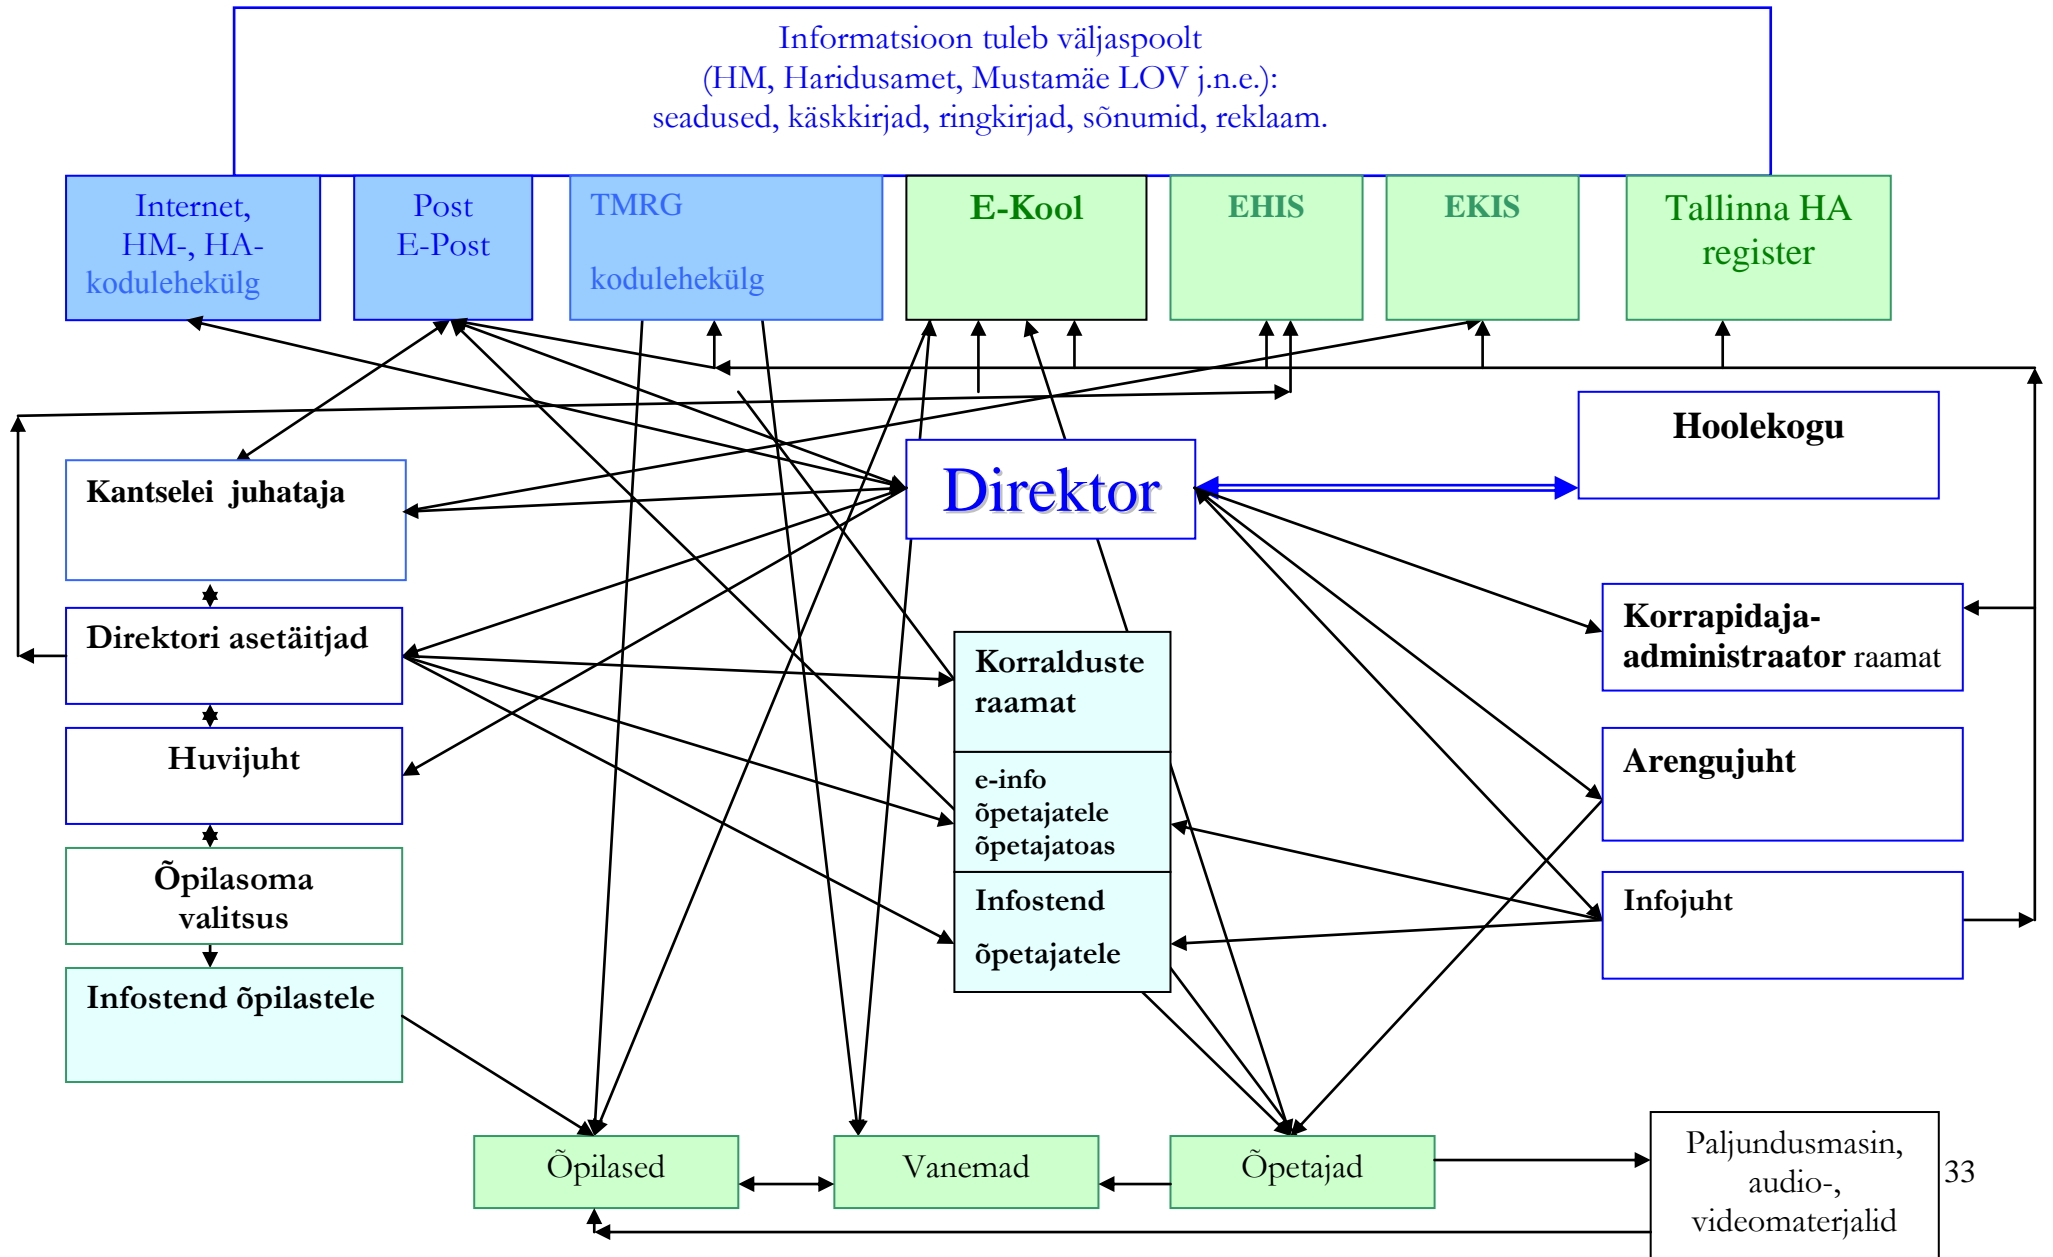 Informatsioon tuleb väljaspoolt
(HM, Haridusamet, Mustamäe LOV j.n.e.):
seadused, käskkirjad, ringkirjad, sõnumid, reklaam.
Internet,
HM-, HA-
kodulehekülg
Post
E-Post
TMRG
kodulehekülg
E-Kool
EHIS
EKIS
Tallinna HA
register
Hoolekogu
Direktor
Kantselei juhataja
Direktori asetäitjad
Huvijuht
Õpilasoma
valitsus
Infostend õpilastele
Korralduste
raamat
e-info
õpetajatele
õpetajatoas
Infostend
õpetajatele
Korrapidaja-
administraator raamat
Arengujuht
Infojuht
Õpilased
Vanemad
Õpetajad
Paljundusmasin,
audio-,
videomaterjalid
33